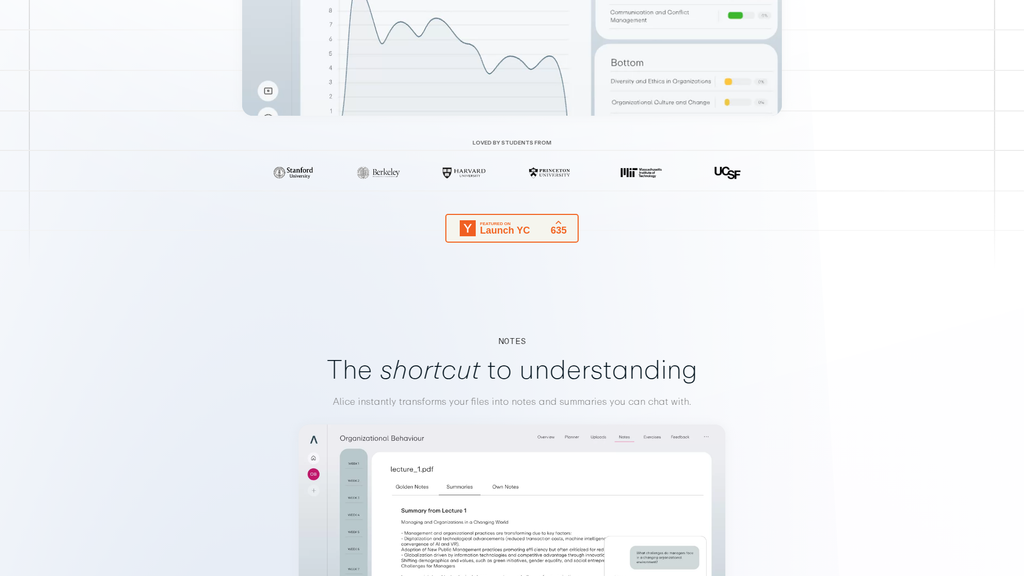 8
7
6
5
4
3
2
1
Communication and Conflict
Management
0%
Bottom
Diversity and Ethics in Organizations
0%
Organizational Culture and Change
0%
LOVED BY STUDENTS FROM
Stanford
University
Berkeley
HARVARD
UNIVERSITY
PRINCETON
UNIVERSITY
Massachusetts
Institute of
Technology
UCSF
Y
FEATURED ON
Launch YC
635
NOTES
The shortcut to understanding
Alice instantly transforms your files into notes and summaries you can chat with.
Organizational Behaviour
Overview
Planner
Uploads
Notes
Exercises
Feedback
OB
WEEK 1
WEEK 2
WEEK 3
WEEK 4
WEEK 5
WEEK 6
WEEK 7
lecture_1.pdf
Golden Notes
Summaries
Own Notes
Summary from Lecture 1
Managing and Organizations in a Changing World
- Management and organizational practices are transforming due to key factors:
- Digitization and technological advancements (reduced transaction costs, machine intelligence
convergence of AI and VR).
Adoption of New Public Management practices promoting efficiency but often criticized for red
- Globalization driven by information technologies and competitive advantage through innovati
Shifting demographics and values, such as green initiatives, gender equality, and social entrepre
Challenges for Managers
What challenges do managers face
in a changing organizational
environment?